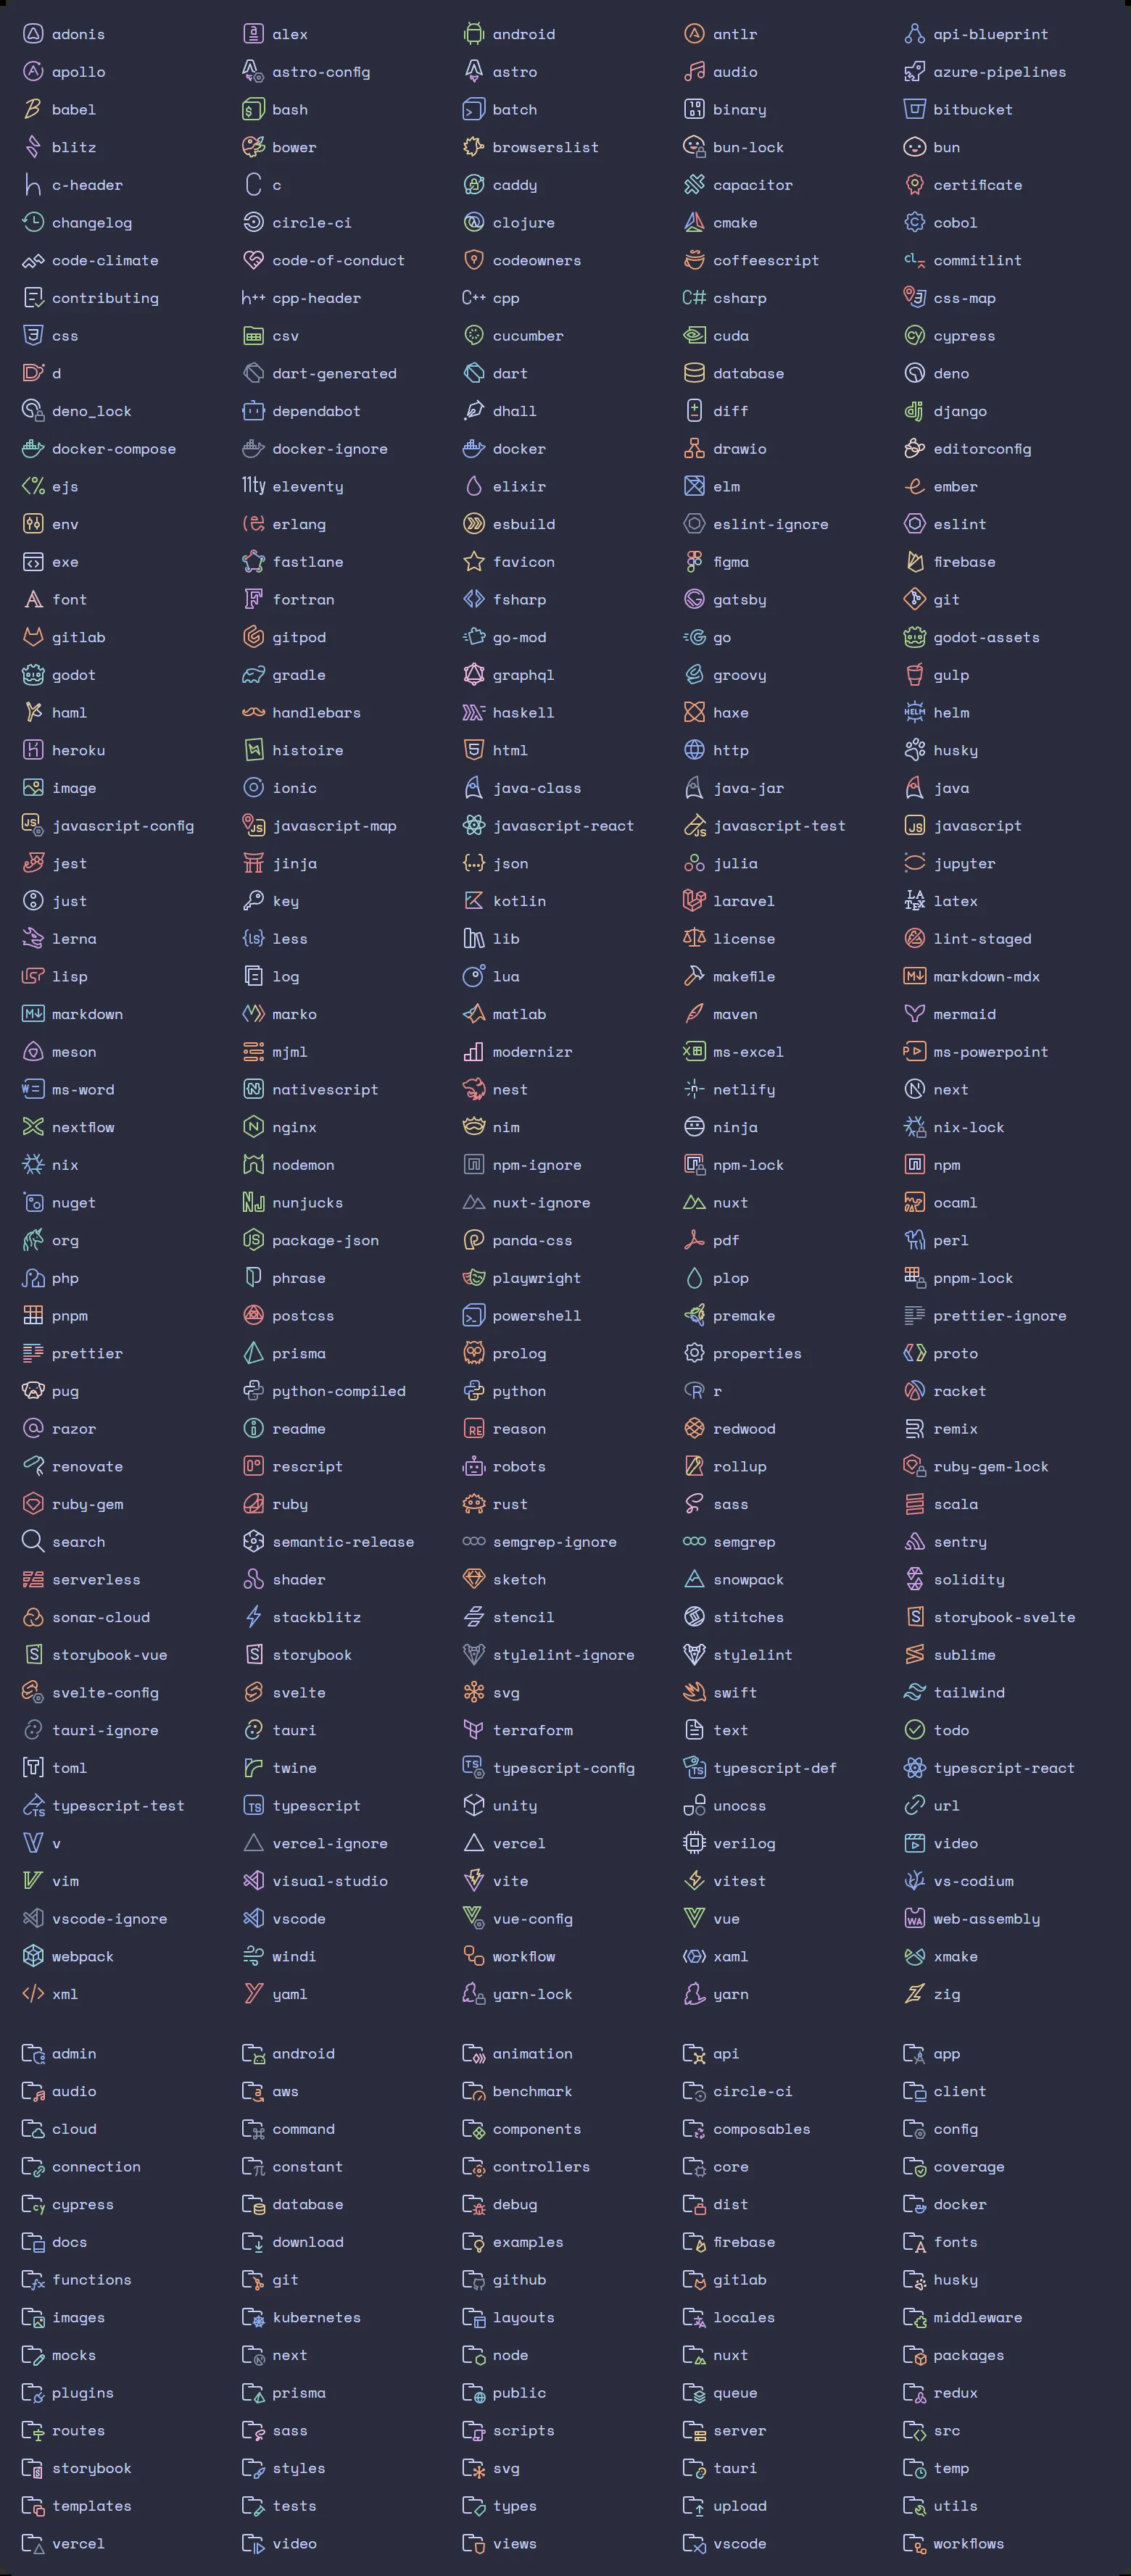 adonis alex android antlr api-blueprint
apollo astro-config astro audio azure-pipelines
babel bash batch binary bitbucket
blitz bower browserslist bun-lock bun
c-header c caddy capacitor certificate
changelog circle-ci clojure cmake cobol
code-climate code-of-conduct codeowners coffeescript commitlint
contributing cpp-header cpp csharp css-map
css csv cucumber cuda cypress
d dart-generated dart database deno
deno_lock dependabot dhall diff django
docker-compose docker-ignore docker drawio editorconfig
ejs eleventy elixir elm ember
env erlang esbuild eslint-ignore eslint
exe fastlane favicon figma firebase
font fortran fsharp gatsby git
gitlab gitpod go-mod go godot-assets
godot gradle graphql groovy gulp
haml handlebars haskell haxe helm
heroku histoire html http husky
image ionic java-class java-jar java
javascript-config javascript-map javascript-react javascript-test javascript
jest jinja json julia jupyter
just key kotlin laravel latex
lerna less lib license lint-staged
lisp log lua makefile markdown-mdx
markdown marko matlab maven mermaid
meson mjml modernizr ms-excel ms-powerpoint
ms-word nativescript nest netlify next
nextflow nginx nim ninja nix-lock
nix nodemon npm-ignore npm-lock npm
nuget nunjucks nuxt-ignore nuxt ocaml
org package-json panda-css pdf perl
php phrase playwright plop pnpm-lock
pnpm postcss powershell premake prettier-ignore
prettier prisma prolog properties proto
pug python-compiled python r racket
razor readme reason redwood remix
renovate rescript robots rollup ruby-gem-lock
ruby-gem ruby rust sass scala
search semantic-release semgrep-ignore semgrep sentry
serverless shader sketch snowpack solidity
sonar-cloud stackblitz stencil stitches storybook-svelte
storybook-vue storybook stylelint-ignore stylelint sublime
svelte-config svelte svg swift tailwind
tauri-ignore tauri terraform text todo
toml twine typescript-config typescript-def typescript-react
typescript-test typescript unity unocss url
v vercel-ignore vercel verilog video
vim visual-studio vite vitest vs-codium
vscode-ignore vscode vue-config vue web-assembly
webpack windi workflow xaml xmake
xml yaml yarn-lock yarn zig
admin android animation api app
audio aws benchmark circle-ci client
cloud command components composables config
connection constant controllers core coverage
cypress database debug dist docker
docs download examples firebase fonts
functions git github gitlab husky
images kubernetes layouts locales middleware
mocks next node nuxt packages
plugins prisma public queue redux
routes sass scripts server src
storybook styles svg tauri temp
templates tests types upload utils
vercel video views vscode workflows